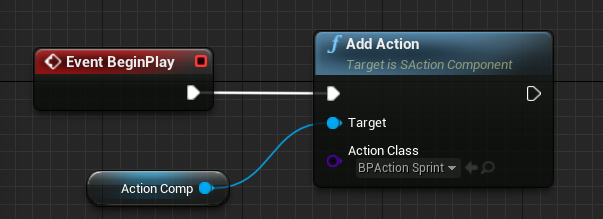 Event BeginPlay
Add Action
Target is SAction Component
Target
Action Class
BPAction Sprint
Action Comp